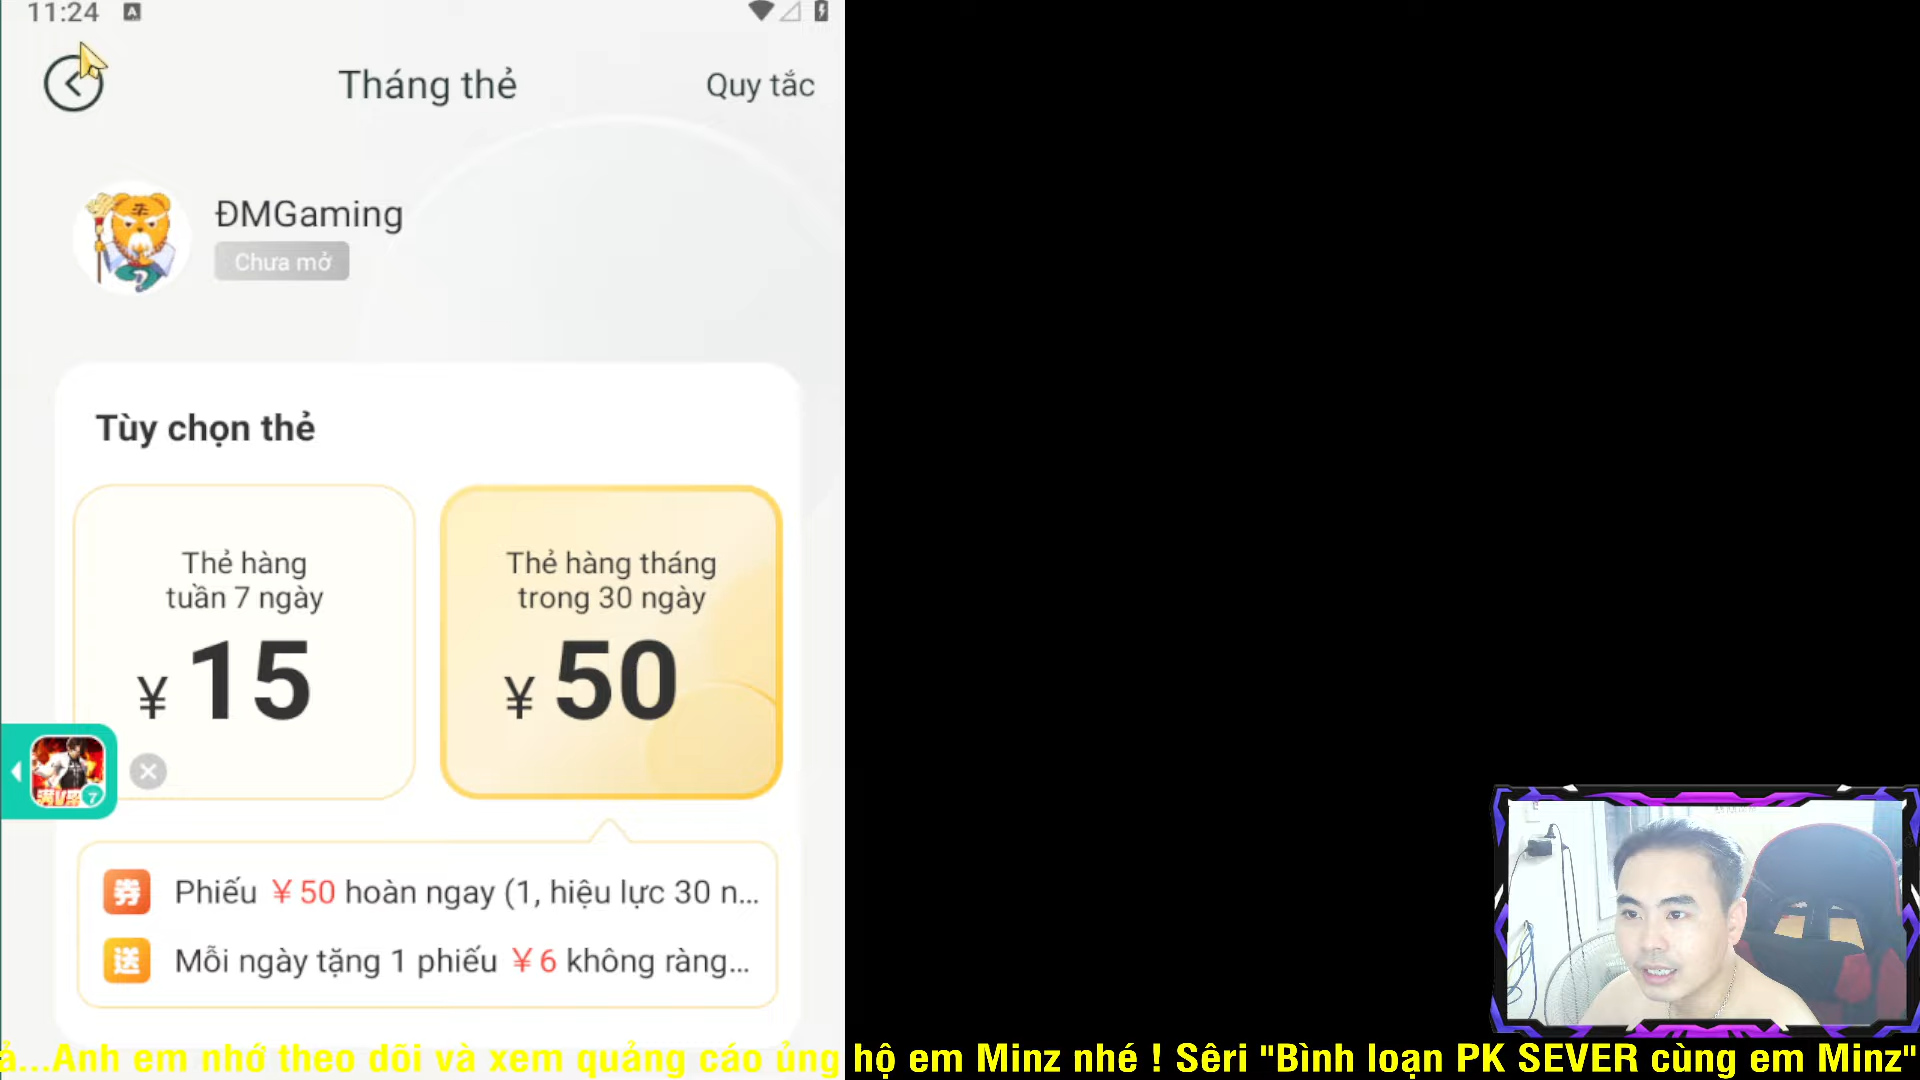 11:24
A
Tháng thẻ
Quy tắc
ĐMGaming
Chưa mở
Tùy chọn thẻ
Thẻ hàng
tuần 7 ngày
¥ 15
Thẻ hàng tháng
trong 30 ngày
¥ 50
7
券 Phiếu ¥50 hoàn ngay (1, hiệu lực 30 n...
送 Mỗi ngày tặng 1 phiếu ¥6 không ràng...
ả...Anh em nhớ theo dõi và xem quảng cáo ủng hộ em Minz nhé ! Sêri "Bình loạn PK SEVER cùng em Minz"